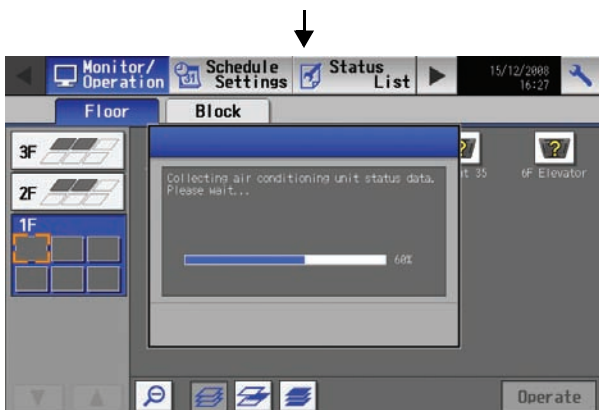 Monitor/
Operation
Schedule
Settings
Status
List
15/12/2008
16:27
Floor
Block
3F
2F
1F
Collecting air conditioning unit status data.
Please wait...
60%
t 35
6F Elevator
Operate